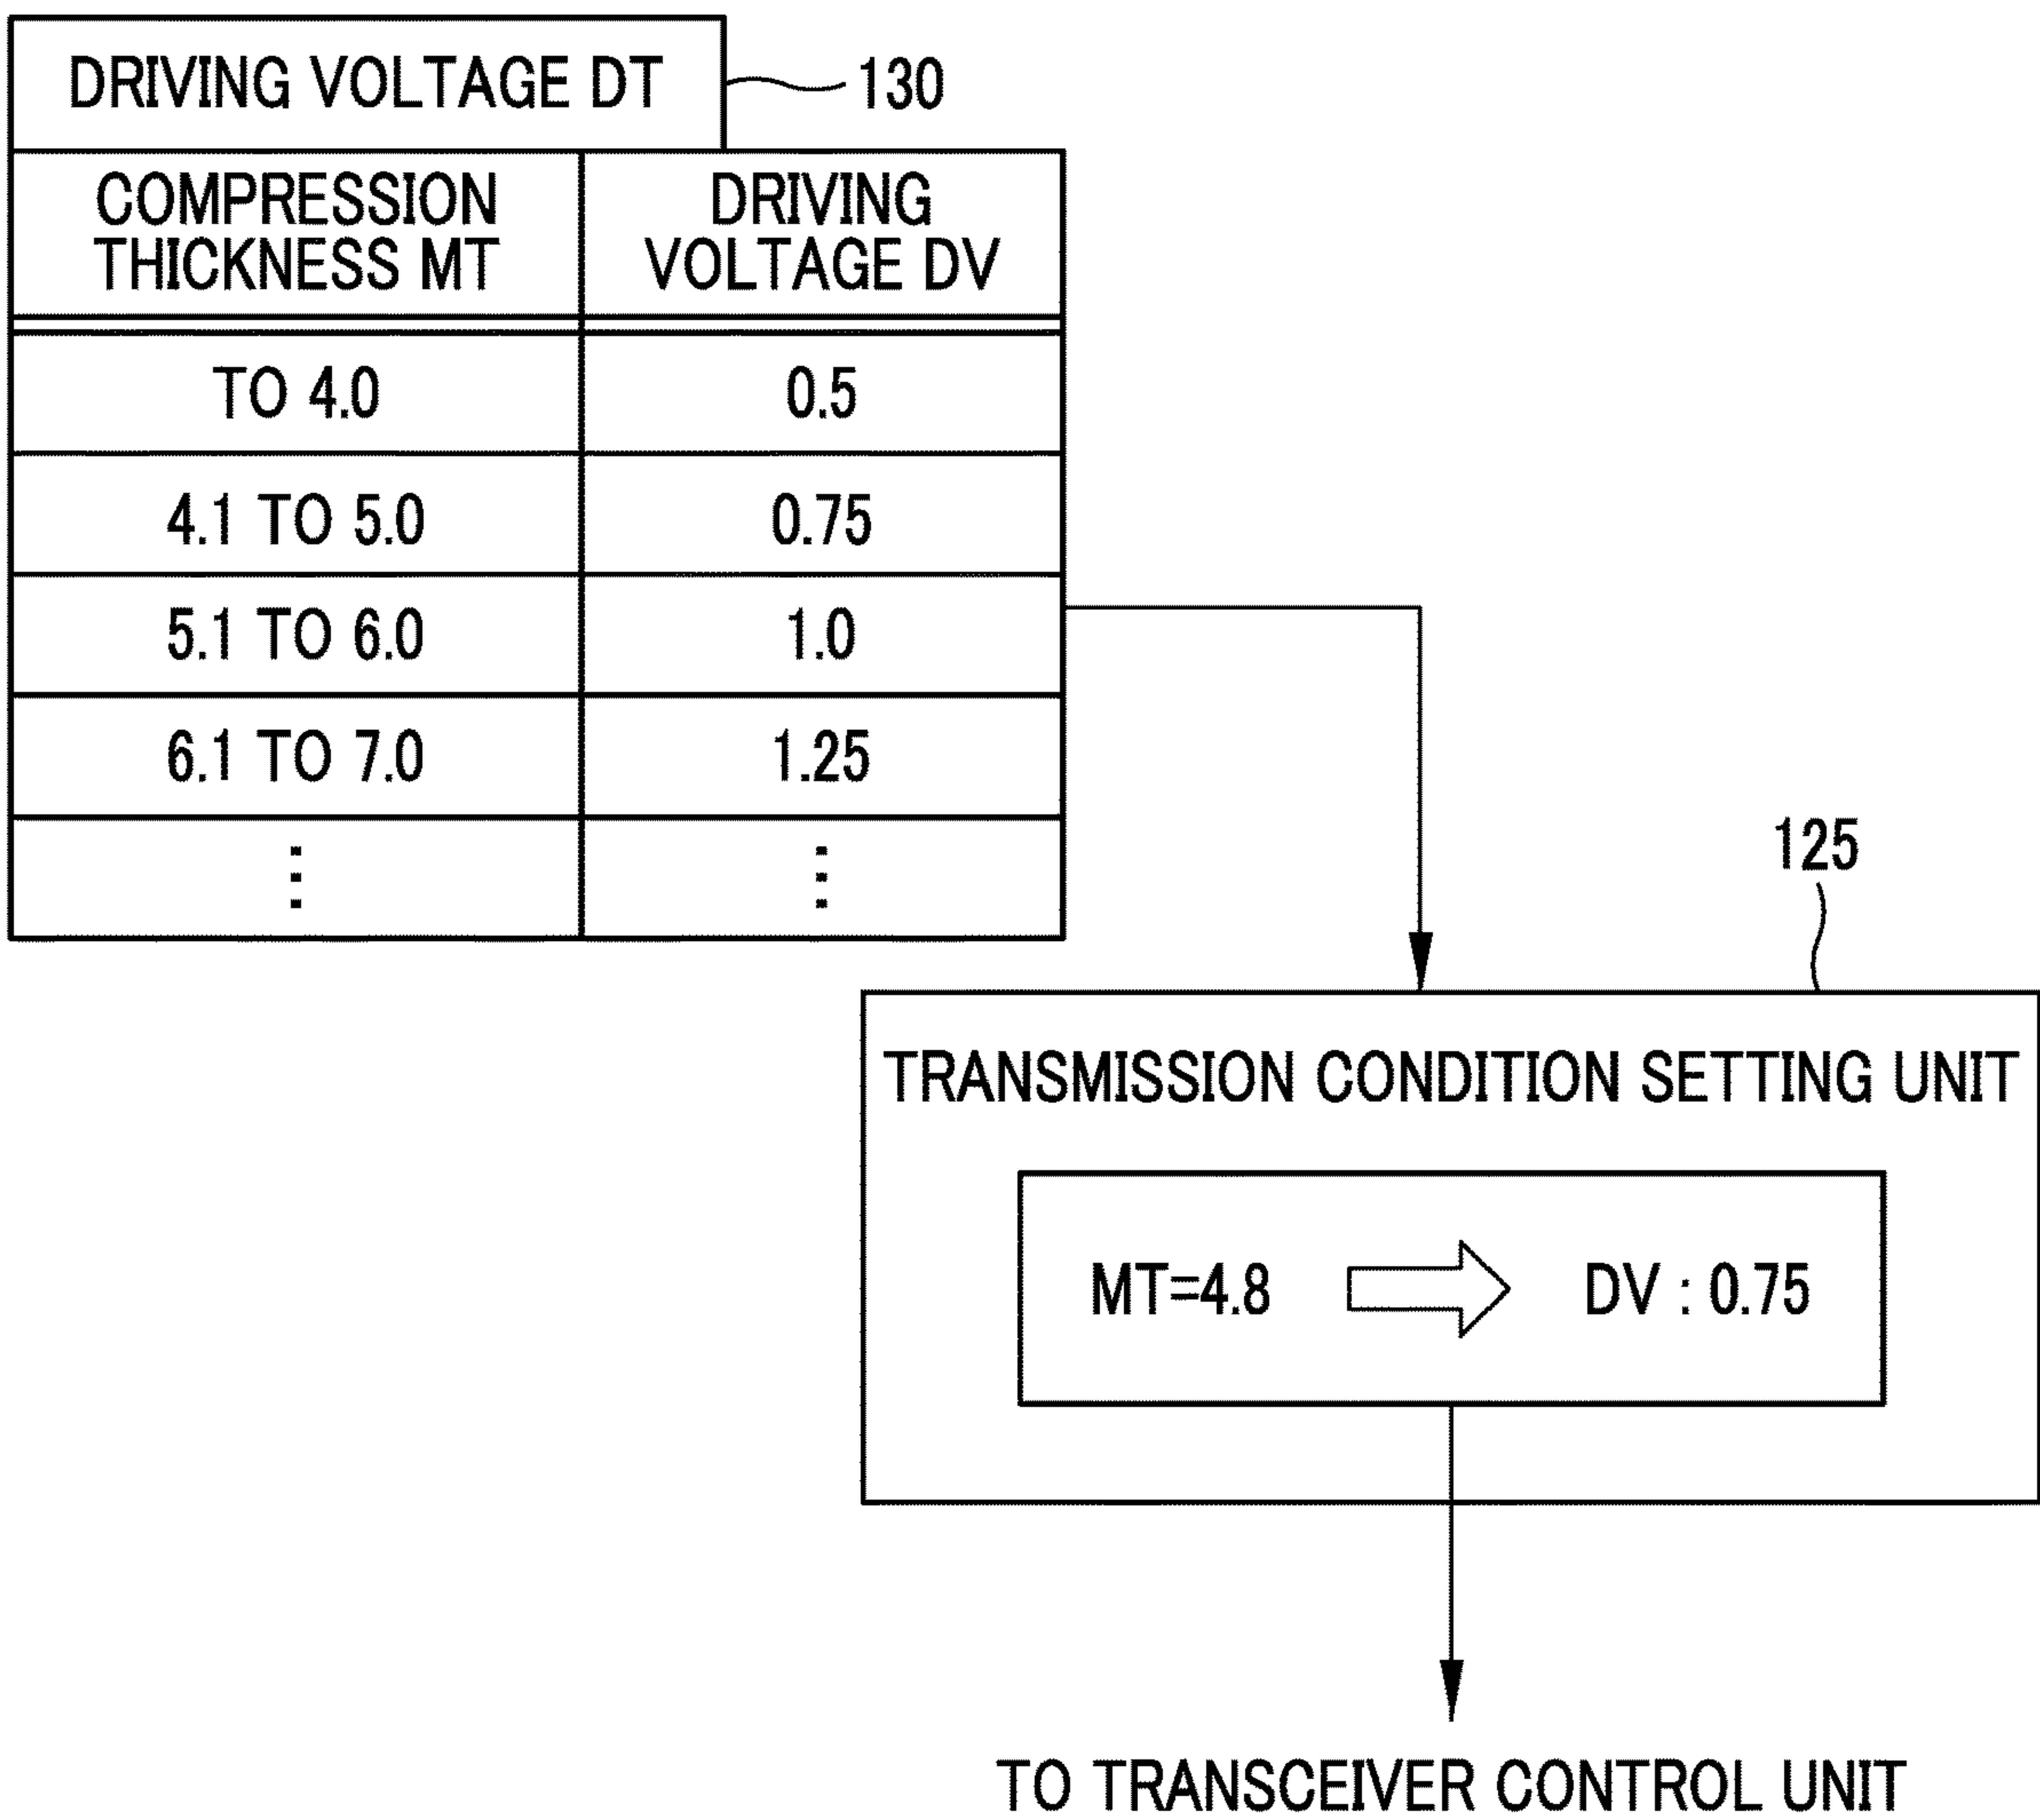 DRIVING VOLTAGE DT
130
COMPRESSION
THICKNESS MT
DRIVING
VOLTAGE DV
TO 4.0
0.5
4.1 TO 5.0
0.75
5.1 TO 6.0
1.0
6.1 TO 7.0
1.25
⋮
⋮
125
TRANSMISSION CONDITION SETTING UNIT
MT=4.8
DV : 0.75
TO TRANSCEIVER CONTROL UNIT